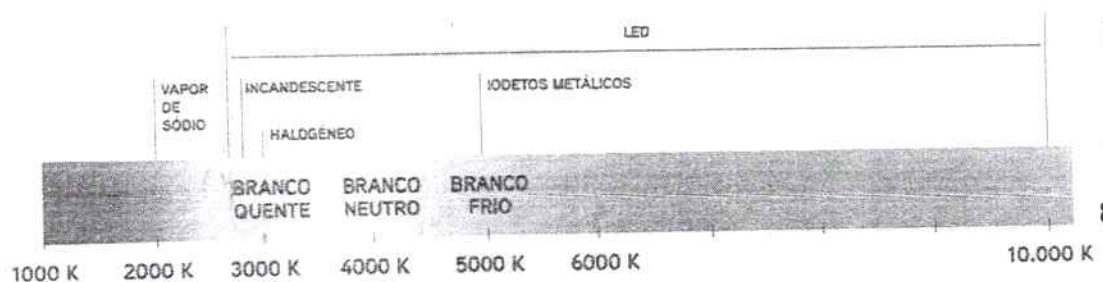 LED
VAPOR
DE
SÓDIO
INCANDESCENTE
IODETOS METÁLICOS
HALOGÉNEO
BRANCO
QUENTE
BRANCO
NEUTRO
BRANCO
FRIO
1000 K
2000 K
3000 K
4000 K
5000 K
6000 K
10.000 K